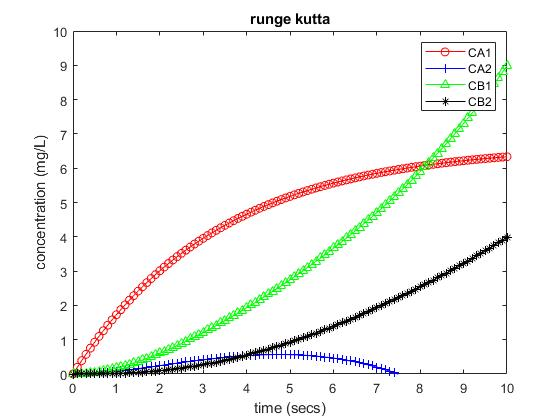 runge kutta
10
9
8
7
6
5
4
3
2
1
0
concentration (mg/L)
CA1
CA2
CB1
CB2
0 1 2 3 4 5 6 7 8 9 10
time (secs)